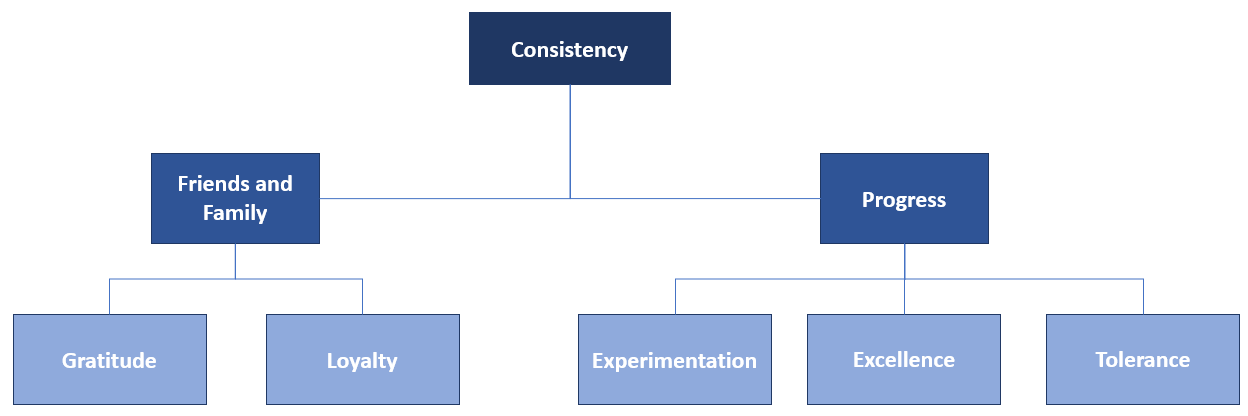 Consistency
Friends and
Family
Progress
Gratitude
Loyalty
Experimentation
Excellence
Tolerance